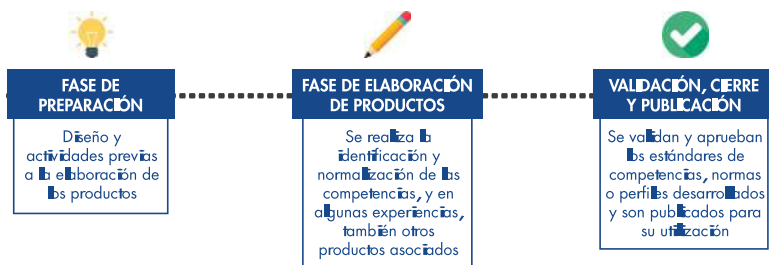 FASE DE
PREPARACIÓN
Diseño y
actividades previas
a la elaboración de
los productos
FASE DE ELABORACIÓN
DE PRODUCTOS
Se realiza la
identificación y
normalización de las
competencias, y en
algunas experiencias,
también otros
productos asociados
VALIDACIÓN, CIERRE
Y PUBLICACIÓN
Se validan y aprueban
los estándares de
competencias, normas
o perfiles desarrollados
y son publicados para
su utilización